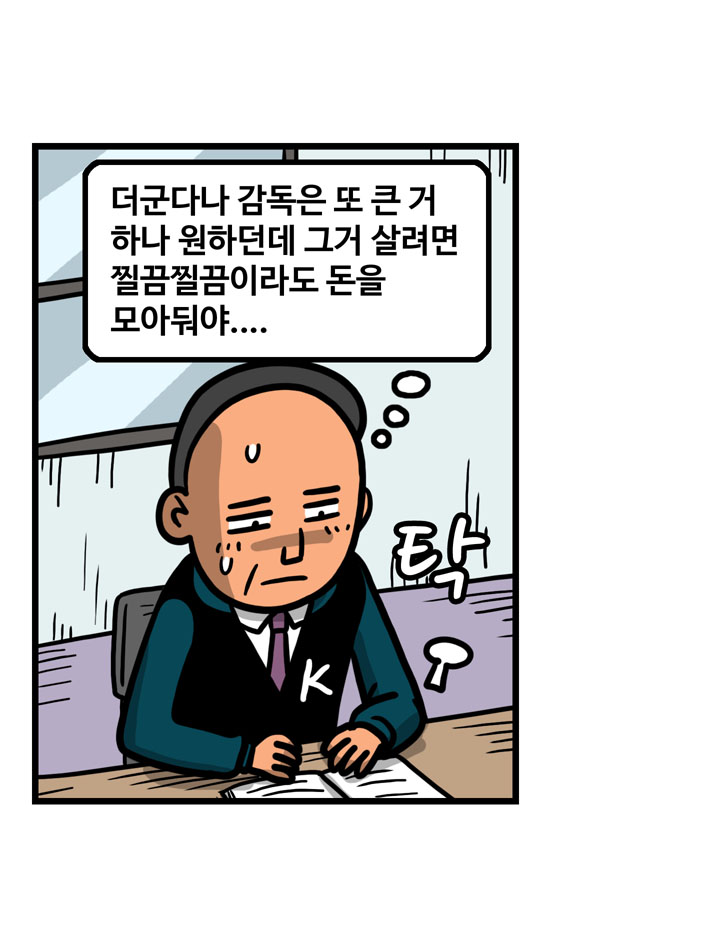 더군다나 감독은 또 큰 거
하나 원하던데 그거 살려면
찔끔찔끔이라도 돈을
모아둬야....
탁
K